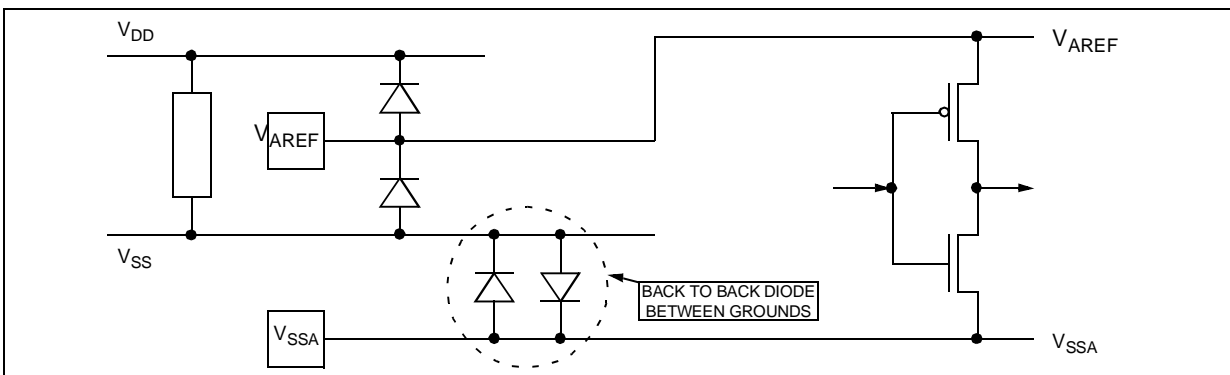 VDD
VAREF
VAREF
VSS
BACK TO BACK DIODE
BETWEEN GROUNDS
VSSA
VSSA